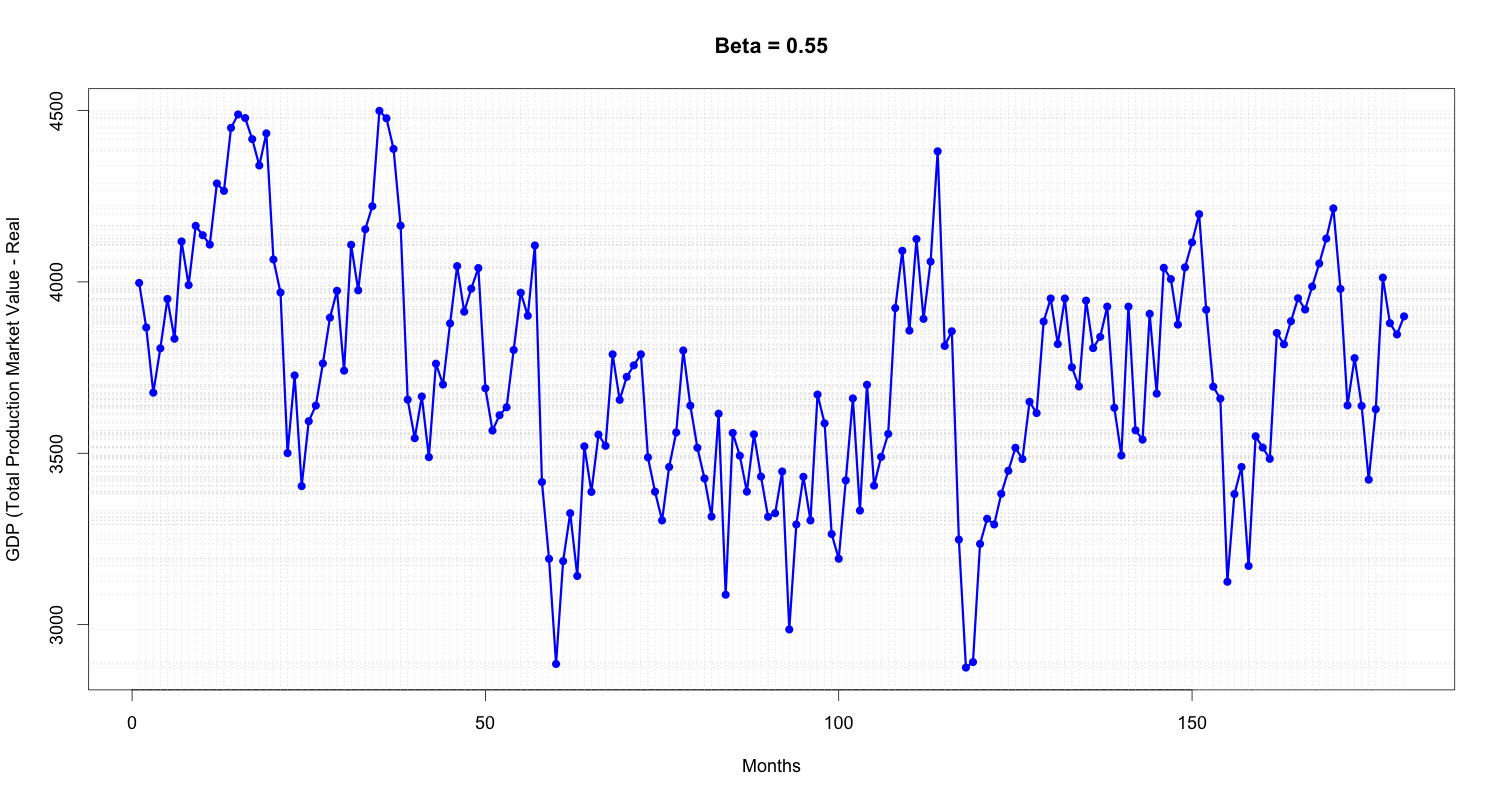 Beta = 0.55
GDP (Total Production Market Value - Real
4500
4000
3500
3000
0 50 100 150
Months